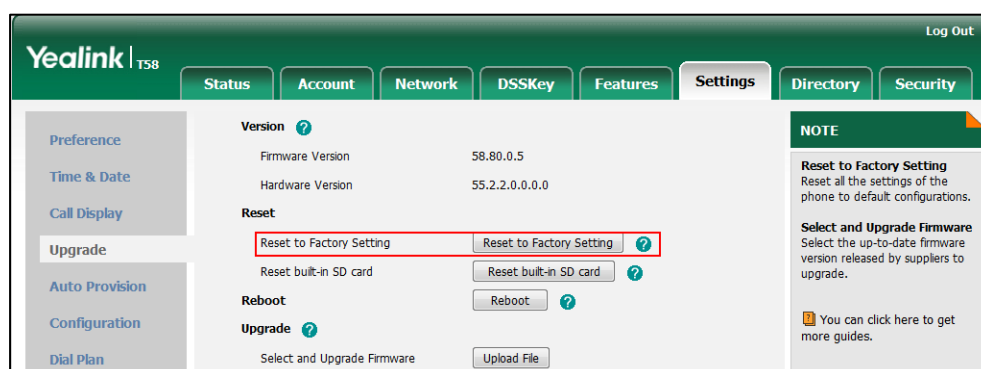 Log Out
Yealink T58
Status Account Network DSSKey Features Settings Directory Security
Preference
Time & Date
Call Display
Upgrade
Auto Provision
Configuration
Dial Plan
Version ?
Firmware Version 58.80.0.5
Hardware Version 55.2.2.0.0.0.0
Reset
Reset to Factory Setting Reset to Factory Setting ?
Reset built-in SD card Reset built-in SD card ?
Reboot Reboot ?
Upgrade ?
Select and Upgrade Firmware Upload File
NOTE
Reset to Factory Setting
Reset all the settings of the
phone to default configurations.
Select and Upgrade Firmware
Select the up-to-date firmware
version released by suppliers to
upgrade.
? You can click here to get
more guides.